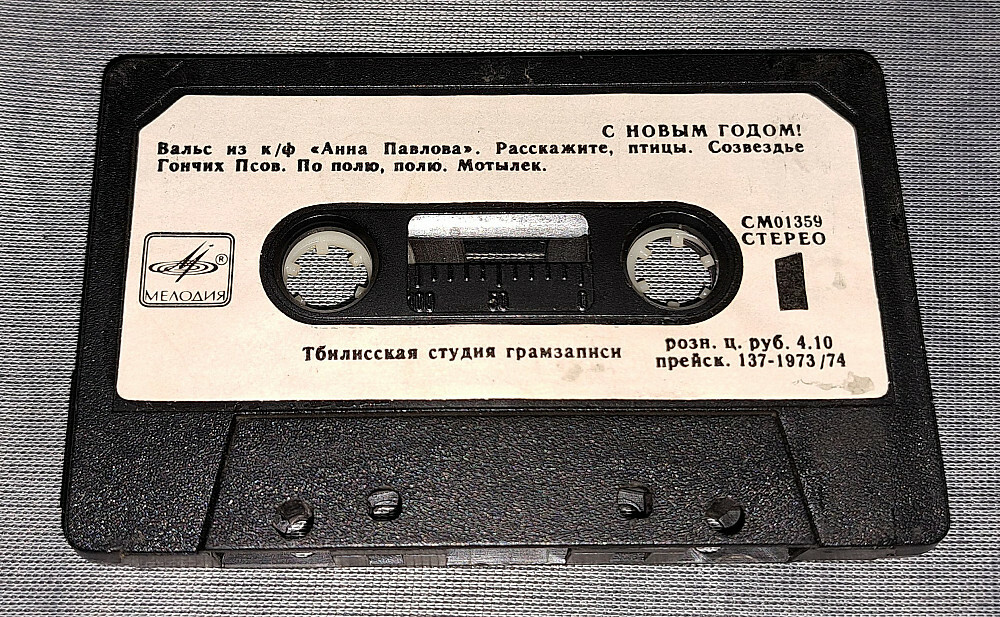 С НОВЫМ ГОДОМ!
Вальс из к/ф «Анна Павлова». Расскажите, птицы. Созвездье
Гончих Псов. По полю, полю. Мотылек.
СМ01359
СТЕРЕО
®
МЕЛОДИЯ
100 50 0
Тбилисская студия грамзаписи
розн. ц. руб. 4.10
прейск. 137-1973/74